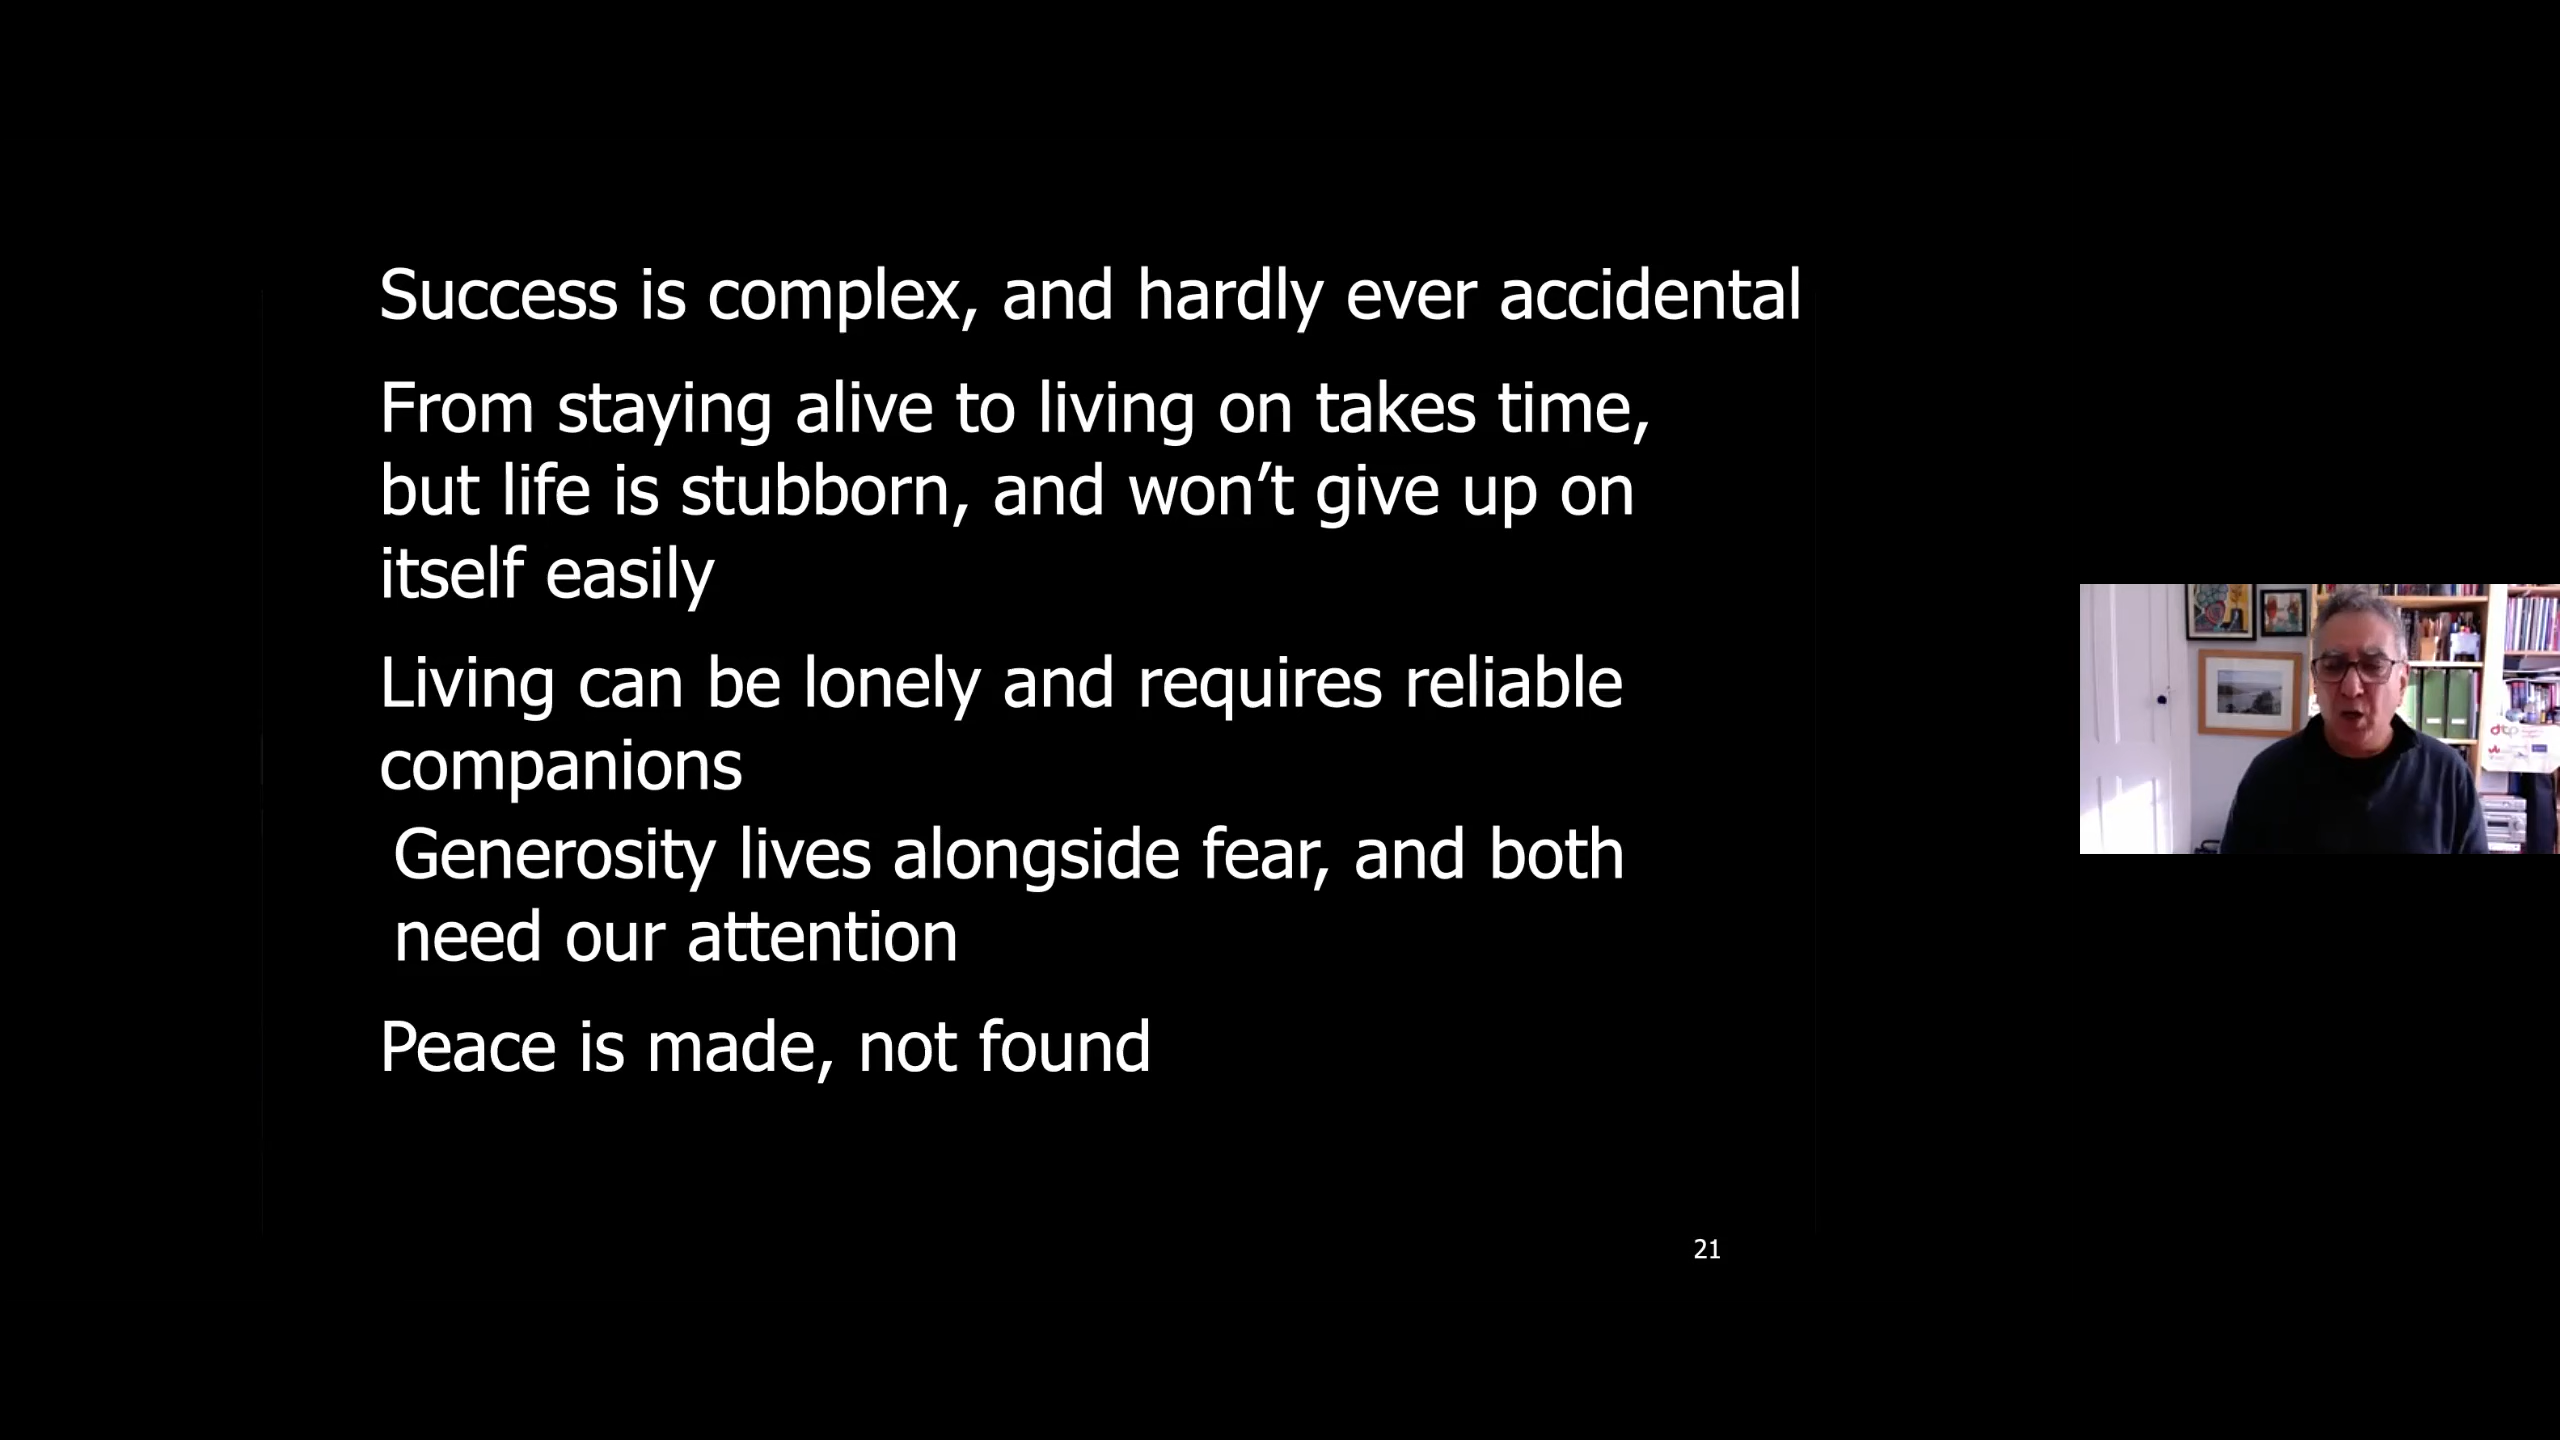 Success is complex, and hardly ever accidental
From staying alive to living on takes time,
but life is stubborn, and won’t give up on
itself easily
Living can be lonely and requires reliable
companions
Generosity lives alongside fear, and both
need our attention
Peace is made, not found
21
dtp